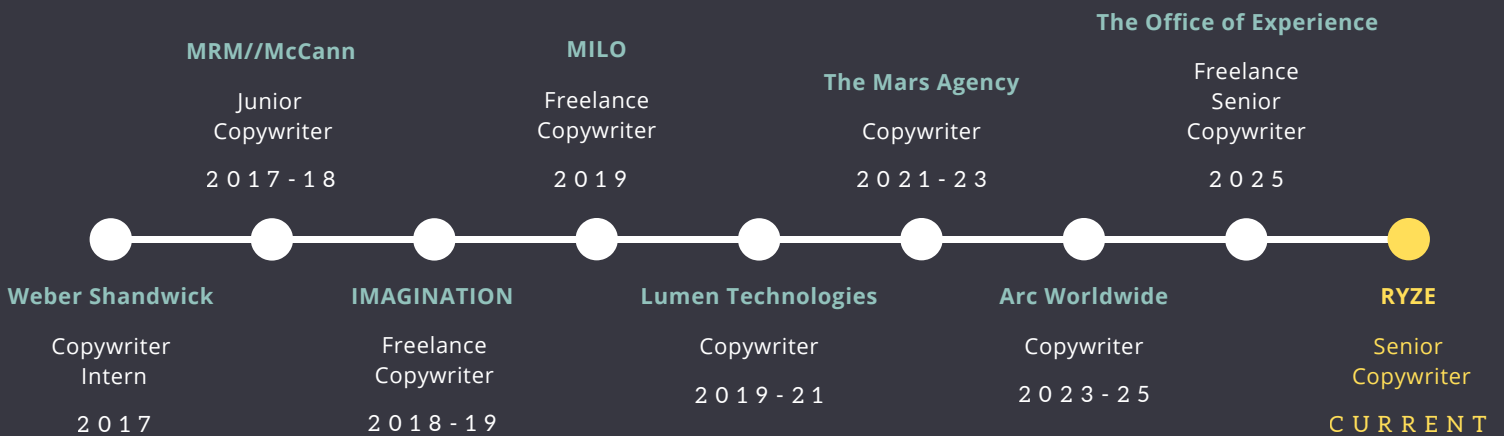 Weber Shandwick
Copywriter
Intern
2017
MRM//McCann
Junior
Copywriter
2017-18
IMAGINATION
Freelance
Copywriter
2018-19
MILO
Freelance
Copywriter
2019
Lumen Technologies
Copywriter
2019-21
The Mars Agency
Copywriter
2021-23
Arc Worldwide
Copywriter
2023-25
The Office of Experience
Freelance
Senior
Copywriter
2025
RYZE
Senior
Copywriter
CURRENT